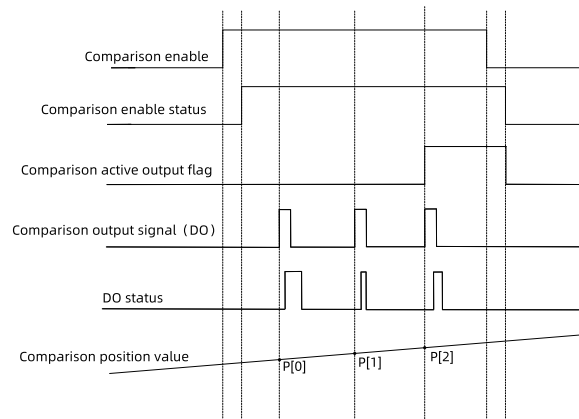 Comparison enable
Comparison enable status
Comparison active output flag
Comparison output signal（DO）
DO status
Comparison position value
P[0]
P[1]
P[2]